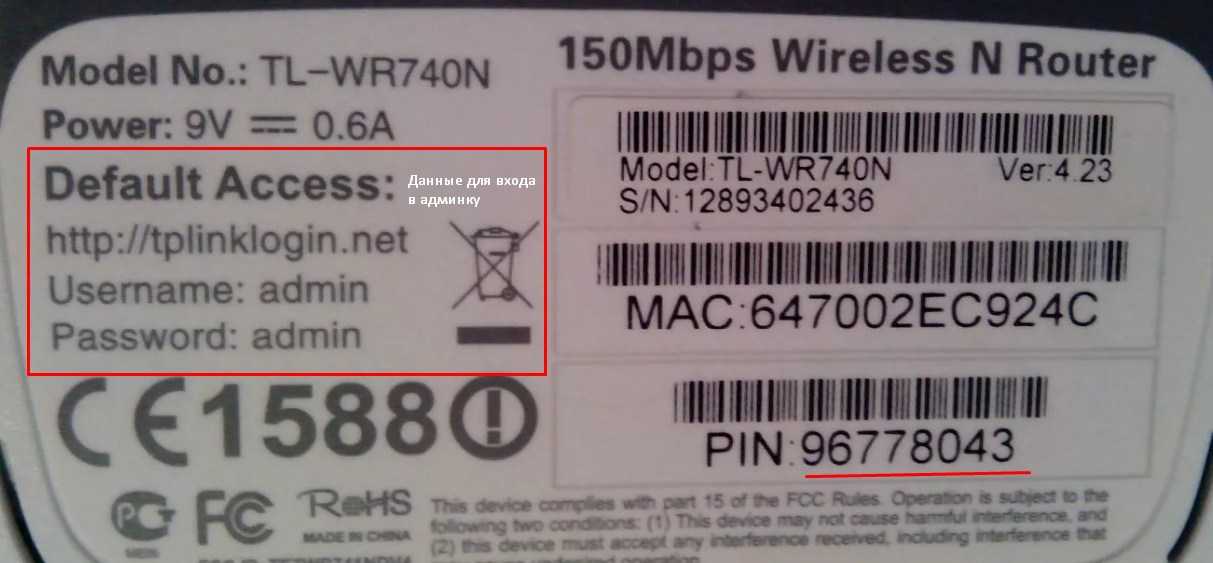 Model No.: TL-WR740N
Power: 9V 0.6A
Default Access:
Данные для входа
в админку
http://tplinklogin.net
Username: admin
Password: admin
CE1588
FC
RoHS
MADE IN CHINA
150Mbps Wireless N Router
Model:TL-WR740N Ver:4.23
S/N:12893402436
MAC:647002EC924C
PIN:96778043
This device complies with part 15 of the FCC Rules. Operation is subject to the
following two conditions: (1) This device may not cause harmful interference, and
(2) this device must accept any interference received, including interference that